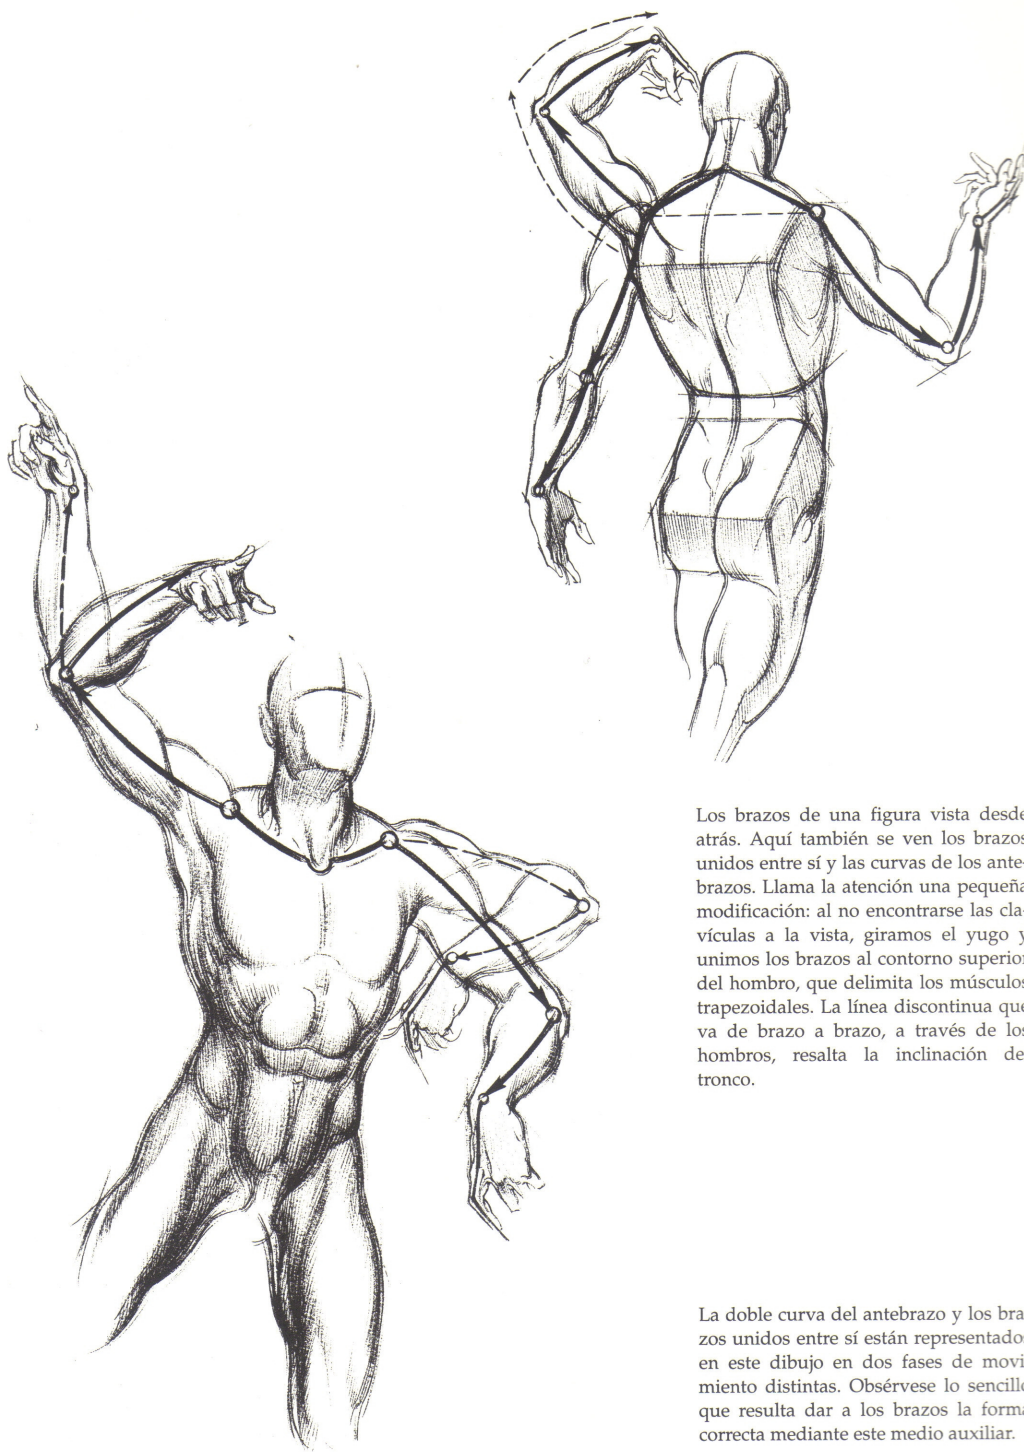 Los brazos de una figura vista desde
atrás. Aquí también se ven los brazos
unidos entre sí y las curvas de los ante-
brazos. Llama la atención una pequeña
modificación: al no encontrarse las cla-
vículas a la vista, giramos el yugo y
unimos los brazos al contorno superior
del hombro, que delimita los músculos
trapezoidales. La línea discontinua que
va de brazo a brazo, a través de los
hombros, resalta la inclinación de
tronco.
La doble curva del antebrazo y los bra
zos unidos entre sí están representados
en este dibujo en dos fases de movi
miento distintas. Obsérvese lo sencillo
que resulta dar a los brazos la forma
correcta mediante este medio auxiliar.